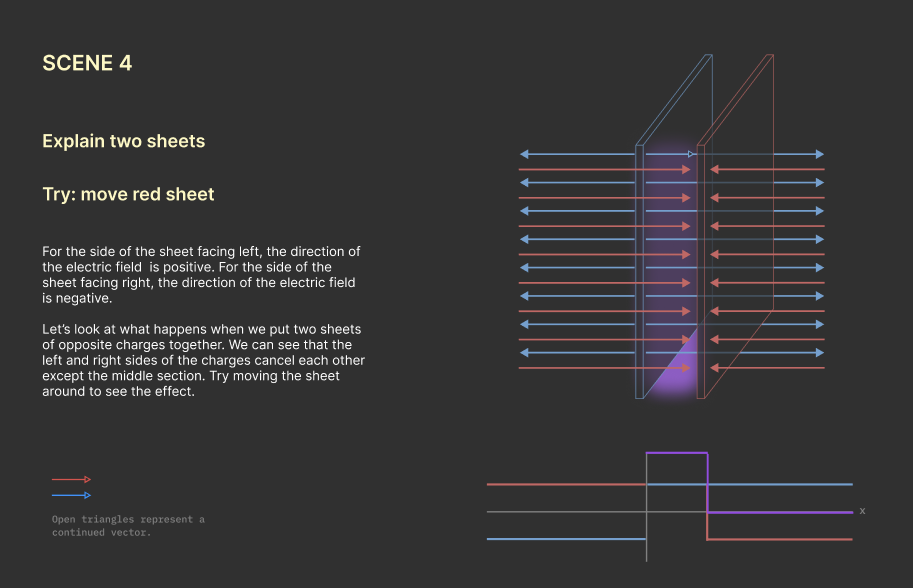 SCENE 4
Explain two sheets
Try: move red sheet
For the side of the sheet facing left, the direction of
the electric field  is positive. For the side of the
sheet facing right, the direction of the electric field
is negative.
Let's look at what happens when we put two sheets
of opposite charges together. We can see that the
left and right sides of the charges cancel each other
except the middle section. Try moving the sheet
around to see the effect.
Open triangles represent a
continued vector.
x